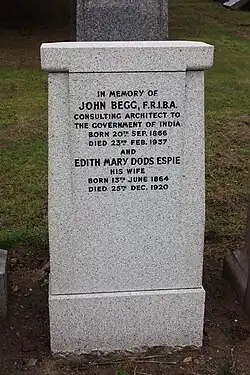 IN MEMORY OF
JOHN BEGG, F.R.I.B.A.
CONSULTING ARCHITECT TO
THE GOVERNMENT OF INDIA
BORN 20TH SEP. 1866
DIED 23RD FEB. 1937
AND
EDITH MARY DODS ESPIE
HIS WIFE
BORN 13TH JUNE 1864
DIED 25TH DEC. 1920